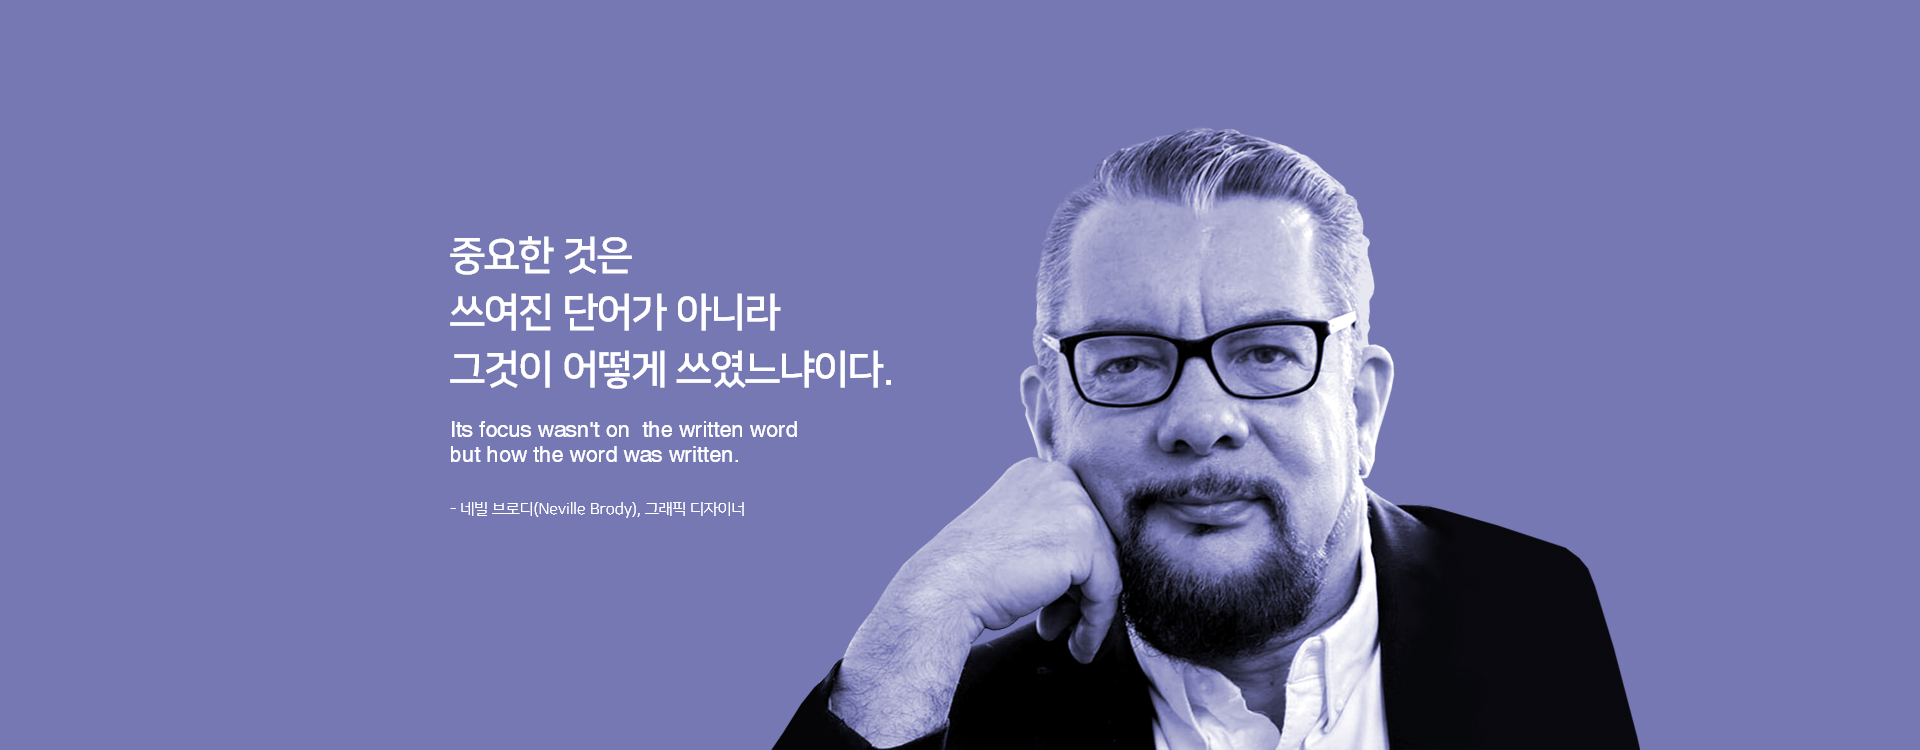 중요한 것은
쓰여진 단어가 아니라
그것이 어떻게 쓰였느냐이다.
Its focus wasn't on  the written word
but how the word was written.
- 네빌 브로디(Neville Brody), 그래픽 디자이너